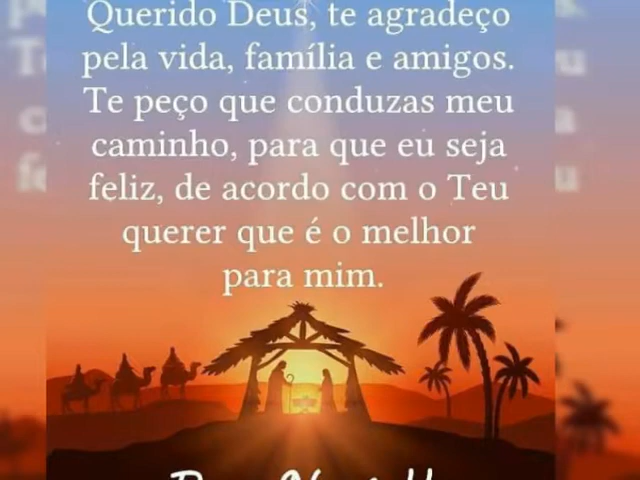 Querido Deus, te agradeço
pela vida, família e amigos.
Te peço que conduzas meu
caminho, para que eu seja
feliz, de acordo com o Teu
querer que é o melhor
para mim.